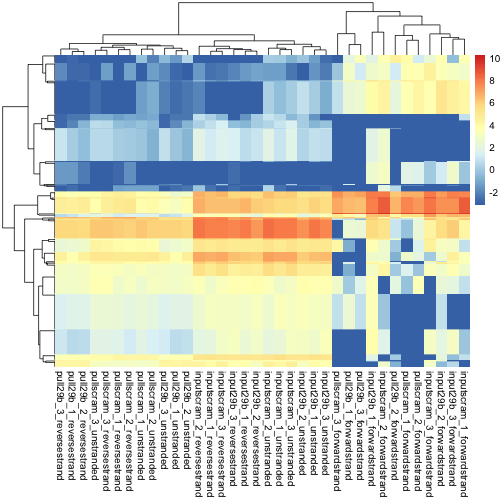 10
8
6
4
2
0
-2
pull29b_3_reversestrand
pull29b_1_reversestrand
pull29b_2_reversestrand
pullscram_3_reversestrand
pullscram_3_unstranded
pullscram_1_reversestrand
pullscram_2_reversestrand
pullscram_1_unstranded
pullscram_2_unstranded
pull29b_3_unstranded
pull29b_1_unstranded
pull29b_2_unstranded
inputscram_2_reversestrand
inputscram_1_reversestrand
inputscram_3_reversestrand
input29b_3_reversestrand
input29b_1_reversestrand
input29b_2_reversestrand
inputscram_2_unstranded
inputscram_1_unstranded
inputscram_3_unstranded
input29b_2_unstranded
input29b_1_unstranded
input29b_3_unstranded
pullscram_3_forwardstrand
pull29b_1_forwardstrand
pull29b_3_forwardstrand
input29b_1_forwardstrand
inputscram_2_forwardstrand
pull29b_2_forwardstrand
pullscram_1_forwardstrand
pullscram_2_forwardstrand
inputscram_3_forwardstrand
input29b_2_forwardstrand
input29b_3_forwardstrand
inputscram_1_forwardstrand